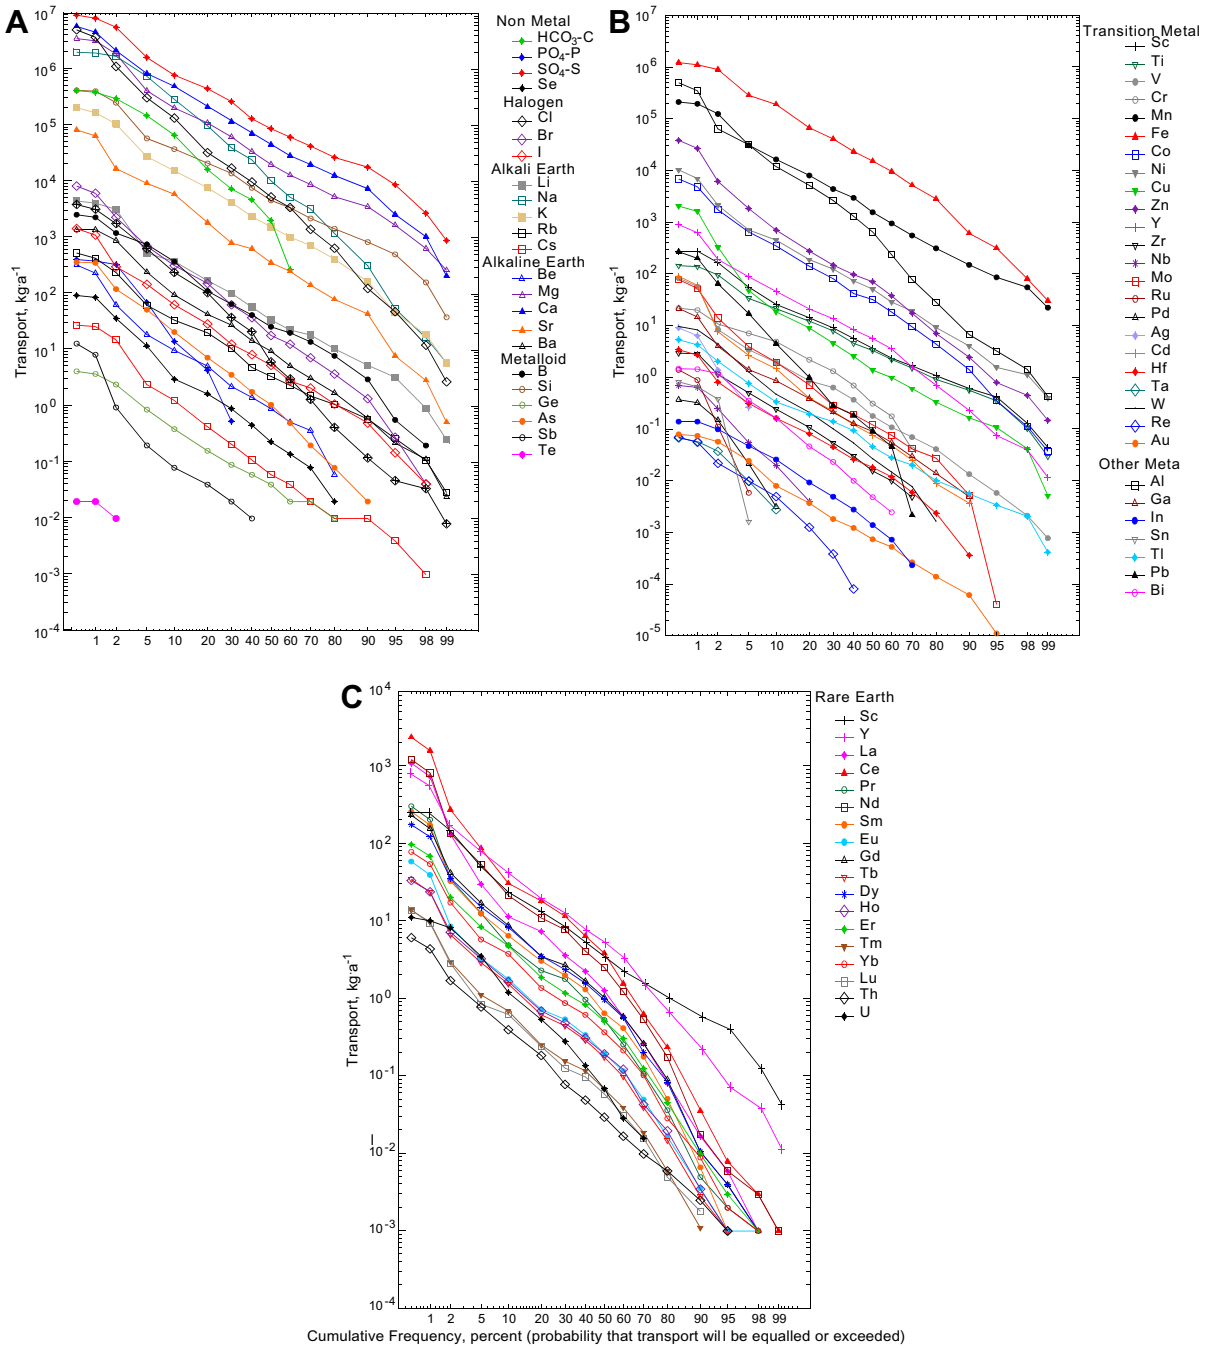 A
10^7
10^6
10^5
10^4
10^3
10^2
10^1
10^0
10^-1
10^-2
10^-3
10^-4
Transport, kg·a^-1
1 2 5 10 20 30 40 50 60 70 80 90 95 98 99
Non Metal
HCO3-C
PO4-P
SO4-S
Se
Halogen
Cl
Br
I
Alkali Earth
Li
Na
K
Rb
Cs
Alkaline Earth
Be
Mg
Ca
Sr
Ba
Metalloid
B
Si
Ge
As
Sb
Te
B
10^7
10^6
10^5
10^4
10^3
10^2
10^1
10^0
10^-1
10^-2
10^-3
10^-4
10^-5
Transport, kg·a^-1
1 2 5 10 20 30 40 50 60 70 80 90 95 98 99
Transition Metal
Sc
Ti
V
Cr
Mn
Fe
Co
Ni
Cu
Zn
Y
Zr
Nb
Mo
Ru
Pd
Ag
Cd
Hf
Ta
W
Re
Au
Other Meta
Al
Ga
In
Sn
Tl
Pb
Bi
C
10^4
10^3
10^2
10^1
10^0
10^-1
10^-2
10^-3
10^-4
Transport, kg·a^-1
1 2 5 10 20 30 40 50 60 70 80 90 95 98 99
Cumulative Frequency, percent (probability that transport will be equalled or exceeded)
Rare Earth
Sc
Y
La
Ce
Pr
Nd
Sm
Eu
Gd
Tb
Dy
Ho
Er
Tm
Yb
Lu
Th
U